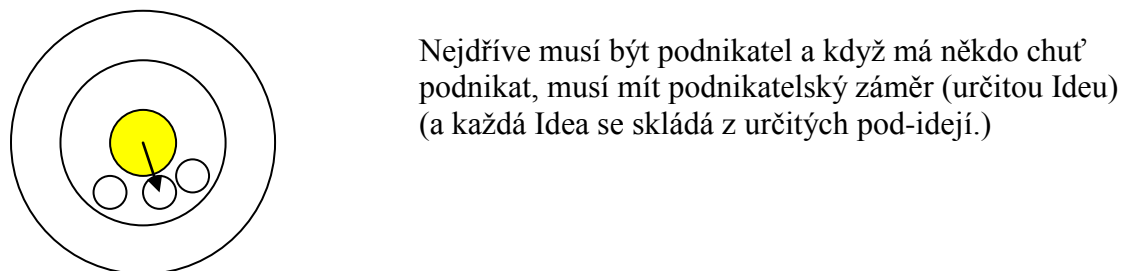 Nejdříve musí být podnikatel a když má někdo chuť
podnikat, musí mít podnikatelský záměr (určitou Ideu)
(a každá Idea se skládá z určitých pod-idejí.)